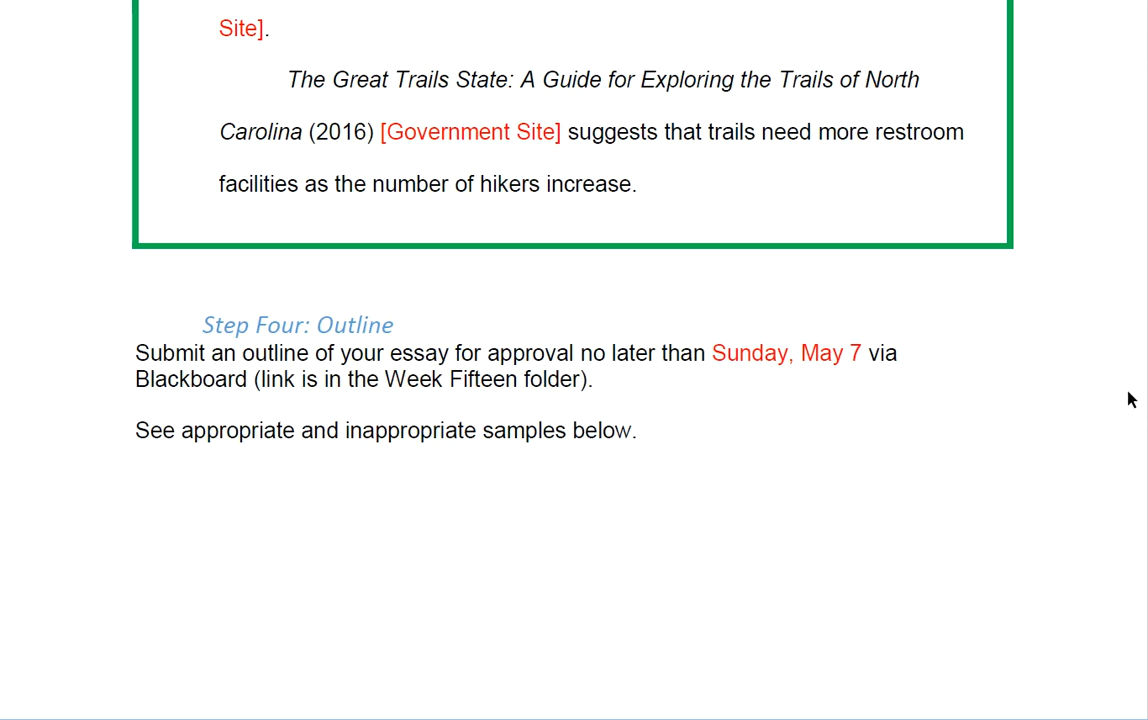 Site].
The Great Trails State: A Guide for Exploring the Trails of North
Carolina (2016) [Government Site] suggests that trails need more restroom
facilities as the number of hikers increase.
Step Four: Outline
Submit an outline of your essay for approval no later than Sunday, May 7 via
Blackboard (link is in the Week Fifteen folder).
See appropriate and inappropriate samples below.